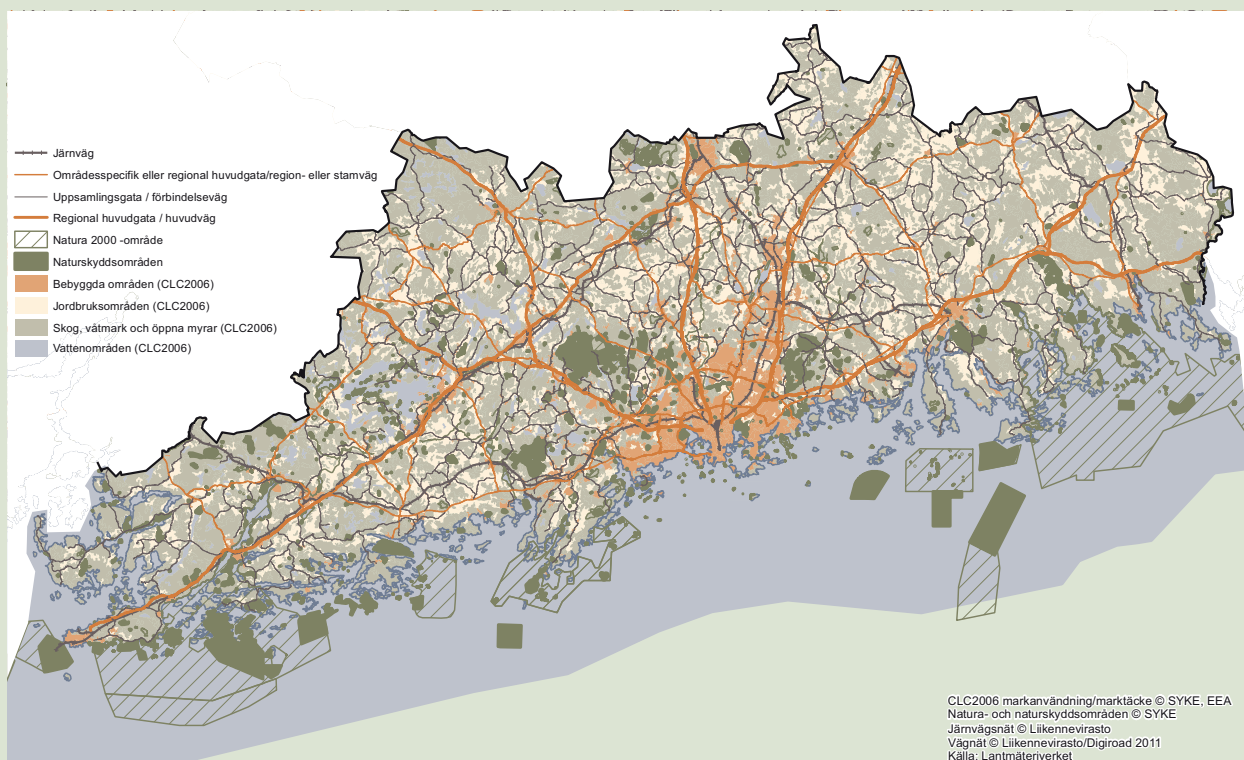 Järnväg
Områdesspecifik eller regional huvudgata/region- eller stamväg
Uppsamlingsgata / förbindelseväg
Regional huvudgata / huvudväg
Natura 2000 -område
Naturskyddsområden
Bebyggda områden (CLC2006)
Jordbruksområden (CLC2006)
Skog, våtmark och öppna myrar (CLC2006)
Vattenområden (CLC2006)
CLC2006 markanvändning/marktäcke © SYKE, EEA
Natura- och naturskyddsområden © SYKE
Järnvägsnät © Liikennevirasto
Vägnät © Liikennevirasto/Digiroad 2011
Källa: Lantmäteriverket